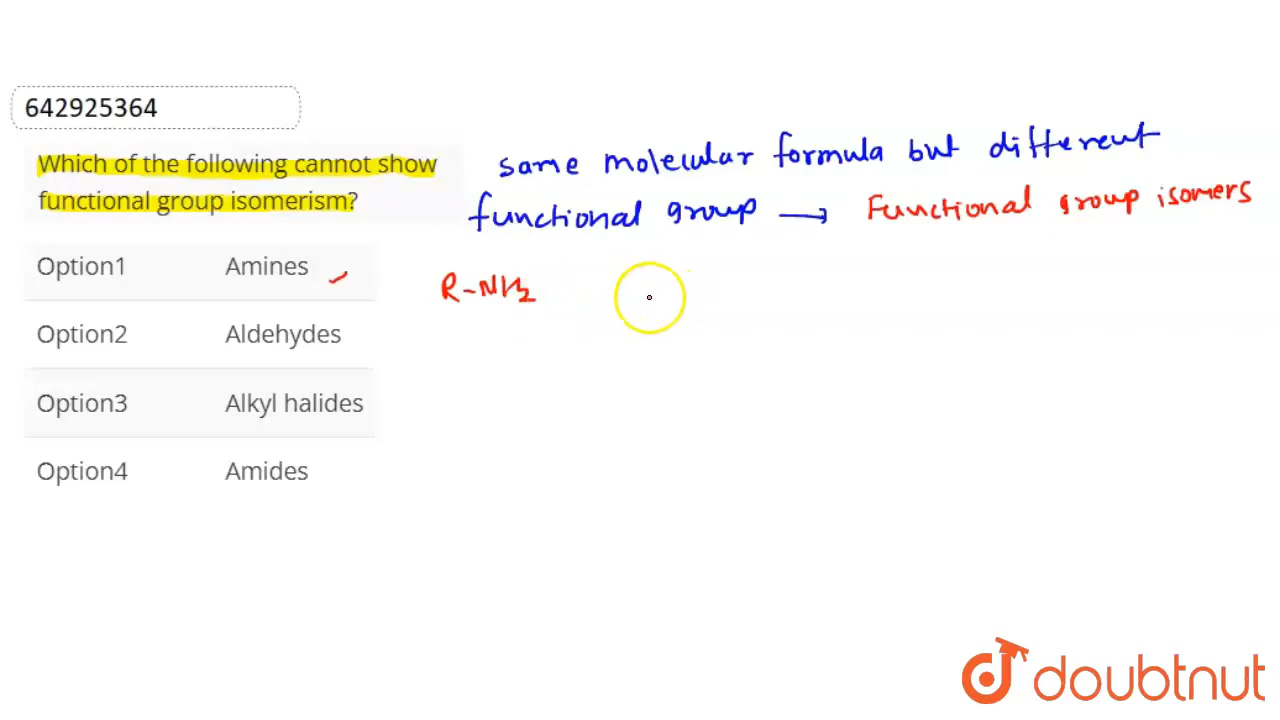 642925364
Which of the following cannot show
functional group isomerism?
same molecular formula but different
functional group → Functional group isomers
Option1 Amines
R-NH2
Option2 Aldehydes
Option3 Alkyl halides
Option4 Amides
doubtnut